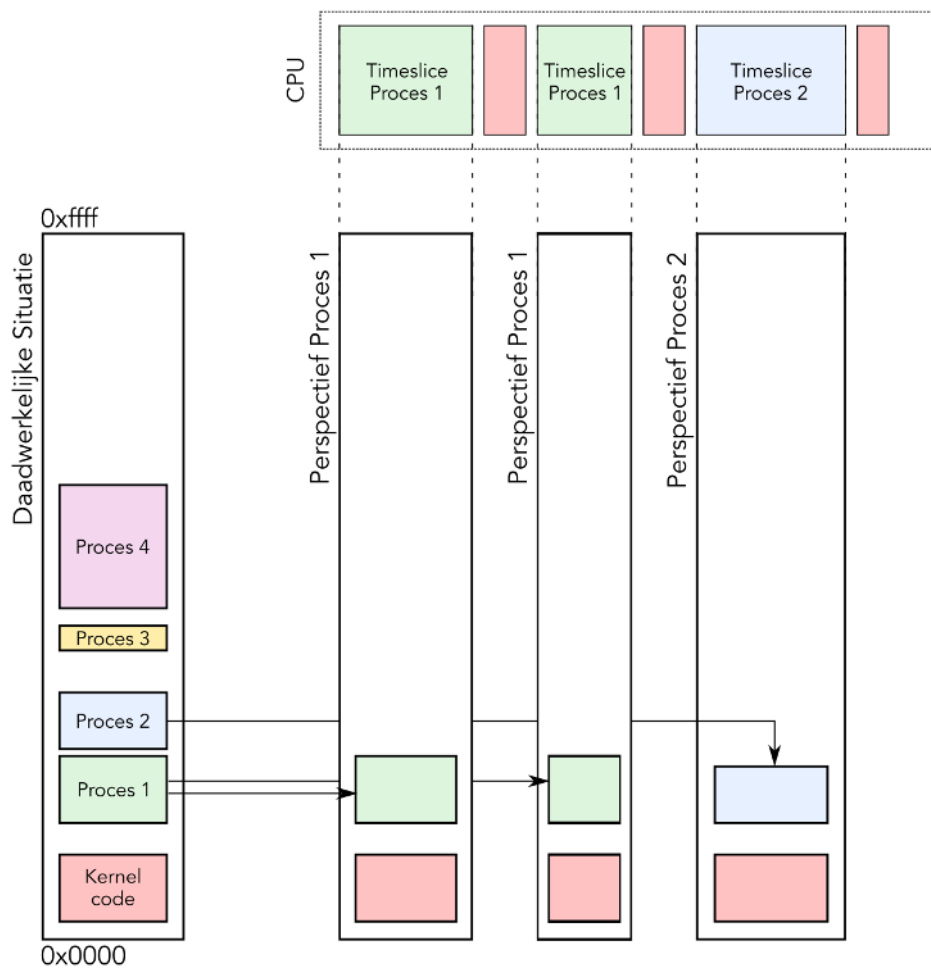 CPU
Timeslice
Proces 1
Timeslice
Proces 1
Timeslice
Proces 2
0xffff
Daadwerkelijke Situatie
Perspectief Proces 1
Perspectief Proces 1
Perspectief Proces 2
Proces 4
Proces 3
Proces 2
Proces 1
Kernel
code
0x0000